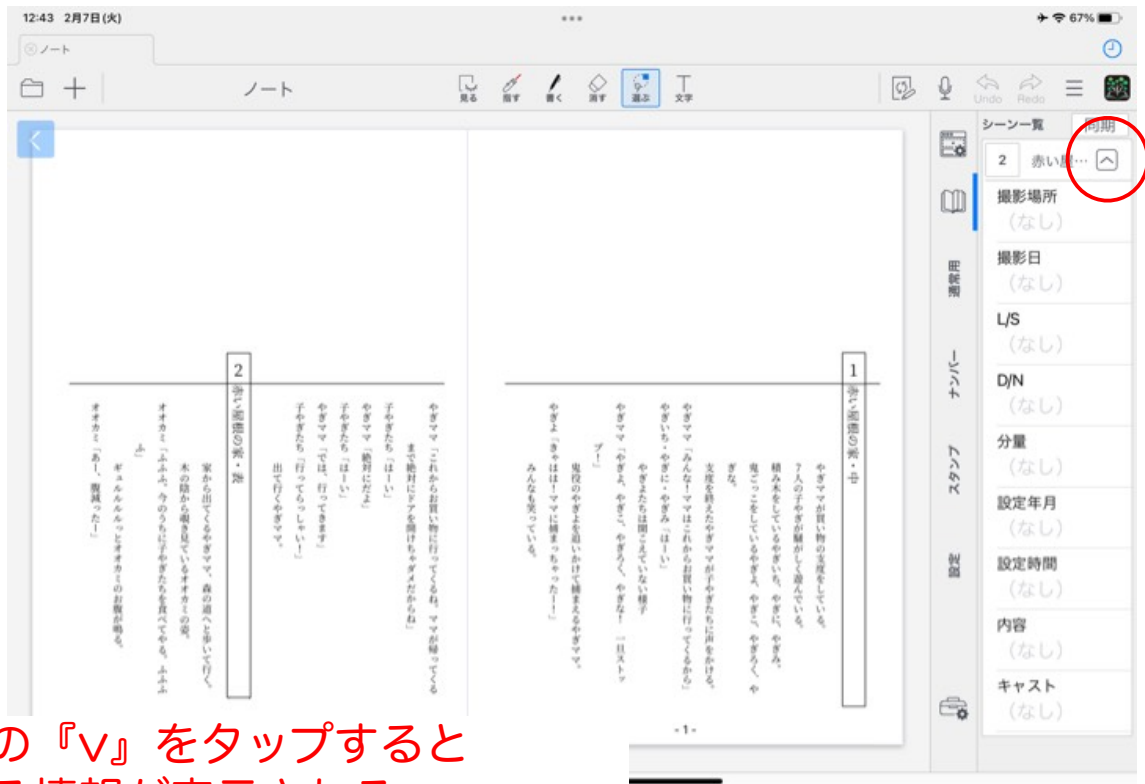 12:43 2月7日(火)
67%
ノート
ノート
見る
指す
書く
消す
選ぶ
文字
Undo
Redo
シーン一覧
同期
2 赤い屋…
撮影場所
(なし)
撮影日
(なし)
L/S
(なし)
D/N
(なし)
分量
(なし)
設定年月
(なし)
設定時間
(なし)
内容
(なし)
キャスト
(なし)
通常用
ナンバー
スタンプ
設定
1 赤い屋根の家・中
やぎママが買い物の支度をしている。
7人の子やぎが騒がしく遊んでいる。
積み木をしているやぎいち、やぎに、やぎみ。
鬼ごっこをしているやぎよ、やぎご、やぎろく、や
ぎな。
支度を終えたやぎママが子やぎたちに声をかける。
やぎママ「みんな!ママはこれからお買い物に行ってくるから」
やぎいち・やぎに・やぎみ「はーい」
やぎよたちは聞こえていない様子
やぎママ「やぎよ、やぎご、やぎろく、やぎな! 一旦ストッ
プ!」
鬼役のやぎよを追いかけて捕まえるやぎママ。
やぎよ「きゃはは!ママに捕まっちゃったー!」
みんなも笑っている。
-1-
やぎママ「これからお買い物に行ってくるね。ママが帰ってくる
まで絶対にドアを開けちゃダメだからね」
子やぎたち「はーい」
やぎママ「絶対にだよ」
子やぎたち「はーい」
やぎママ「では、行ってきます」
子やぎたち「行ってらっしゃい!」
出て行くやぎママ。
2 赤い屋根の家・表
家から出てくるやぎママ、森の道へと歩いて行く。
木の陰から覗き見ているオオカミの姿。
オオカミ「ふふふ、今のうちに子やぎたちを食べてやる。ふふふ
ふ」
ギュルルルルっとオオカミのお腹が鳴る。
オオカミ「あー、腹減ったー」
の『v』をタップすると